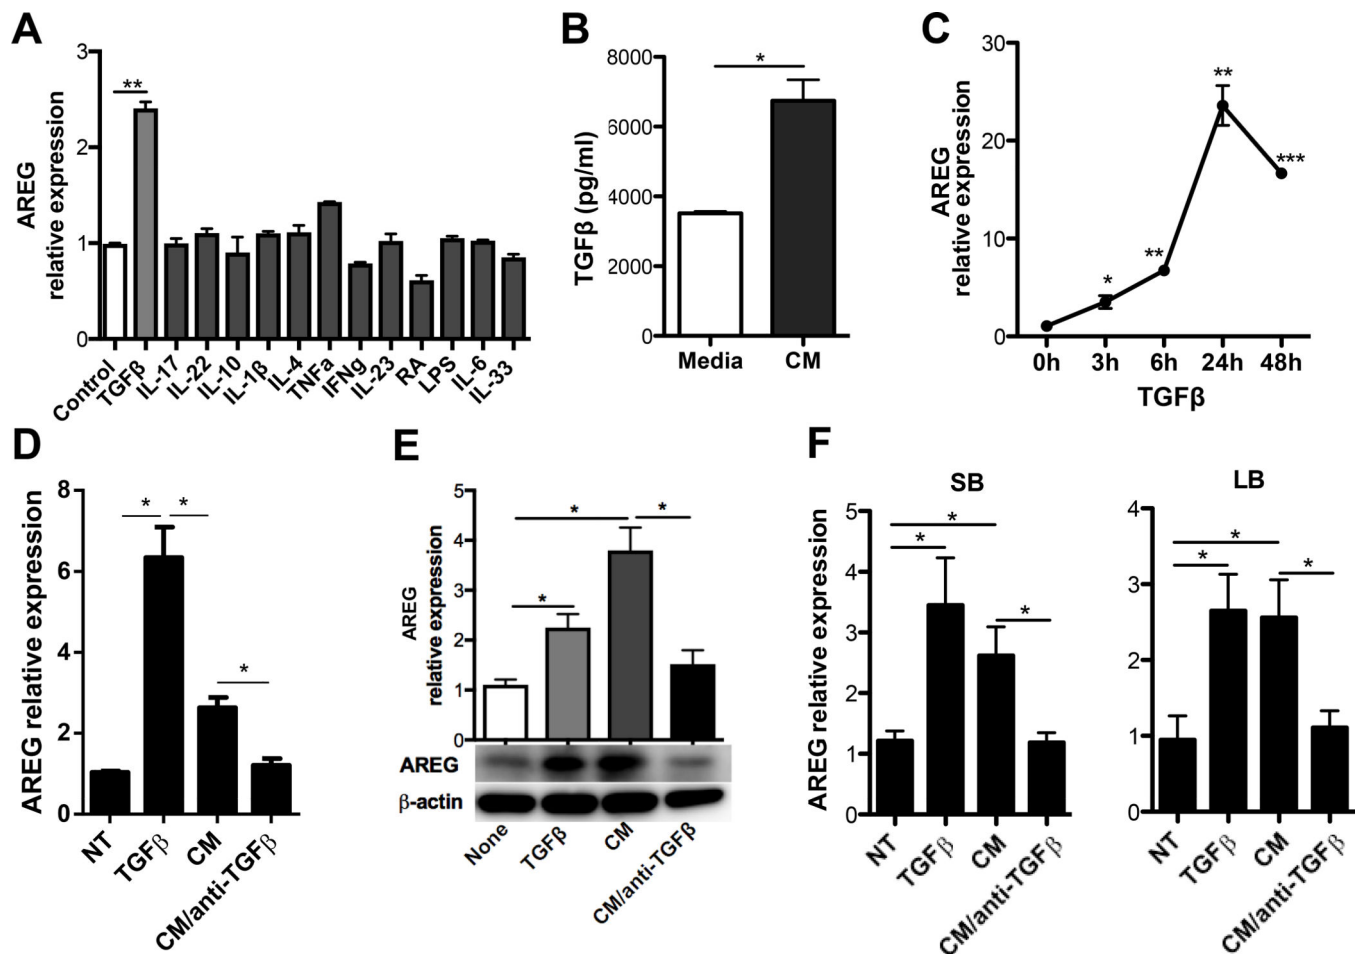 A
AREG
relative expression
3
2
1
0
**
Control
TGFβ
IL-17
IL-22
IL-10
IL-1β
IL-4
TNFa
IFNg
IL-23
RA
LPS
IL-6
IL-33
B
TGFβ (pg/ml)
8000
6000
4000
2000
0
*
Media
CM
C
AREG
relative expression
30
20
10
0
*
**
**
***
0h
3h
6h
24h
48h
TGFβ
D
AREG relative expression
8
6
4
2
0
*
*
*
NT
TGFβ
CM
CM/anti-TGFβ
E
AREG
relative expression
5
4
3
2
1
0
*
*
*
AREG
β-actin
None
TGFβ
CM
CM/anti-TGFβ
F
SB
AREG relative expression
5
4
3
2
1
0
*
*
*
NT
TGFβ
CM
CM/anti-TGFβ
LB
4
3
2
1
0
*
*
*
NT
TGFβ
CM
CM/anti-TGFβ